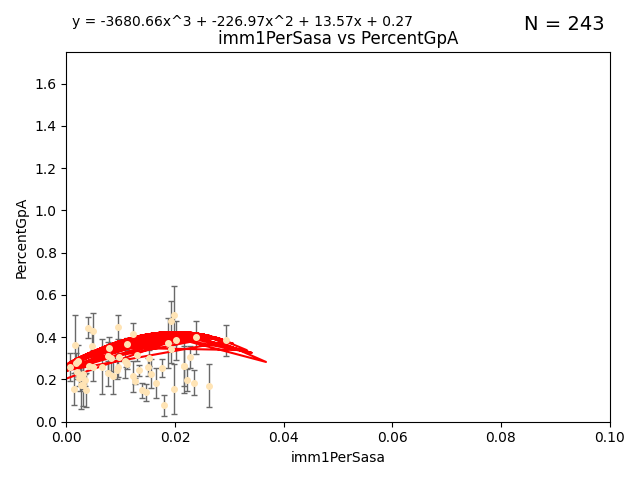 y = -3680.66x^3 + -226.97x^2 + 13.57x + 0.27
N = 243
imm1PerSasa vs PercentGpA
PercentGpA
1.6
1.4
1.2
1.0
0.8
0.6
0.4
0.2
0.0
0.00 0.02 0.04 0.06 0.08 0.10
imm1PerSasa